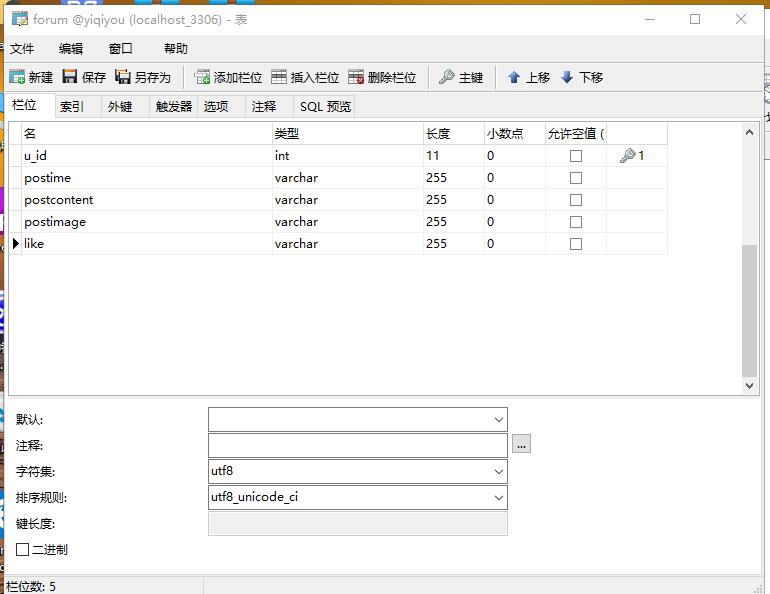 forum @yiqiyou (localhost_3306) - 表
文件 编辑 窗口 帮助
新建 保存 另存为 添加栏位 插入栏位 删除栏位 主键 上移 下移
栏位 索引 外键 触发器 选项 注释 SQL 预览
名 类型 长度 小数点 允许空值 (
u_id int 11 0 1
postime varchar 255 0
postcontent varchar 255 0
postimage varchar 255 0
like varchar 255 0
默认:
注释: ...
字符集: utf8
排序规则: utf8_unicode_ci
键长度:
二进制
栏位数: 5